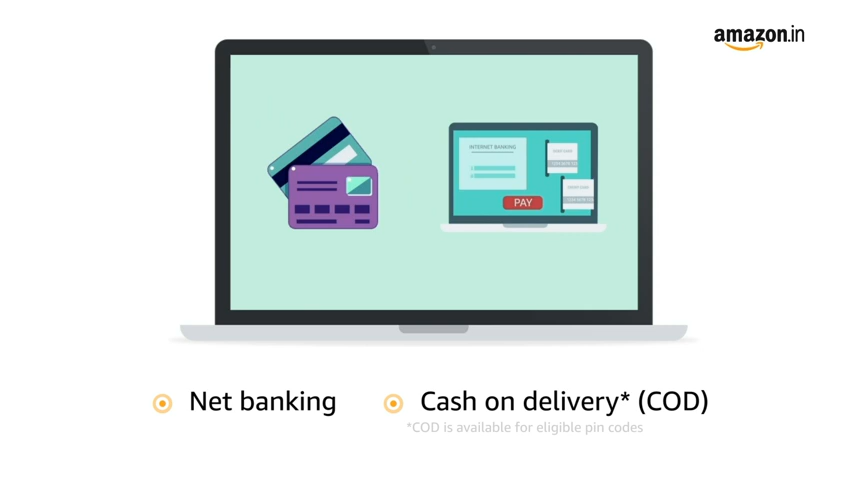 amazon.in
INTERNET BANKING
PAY
Net banking
Cash on delivery* (COD)
*COD is available for eligible pin codes